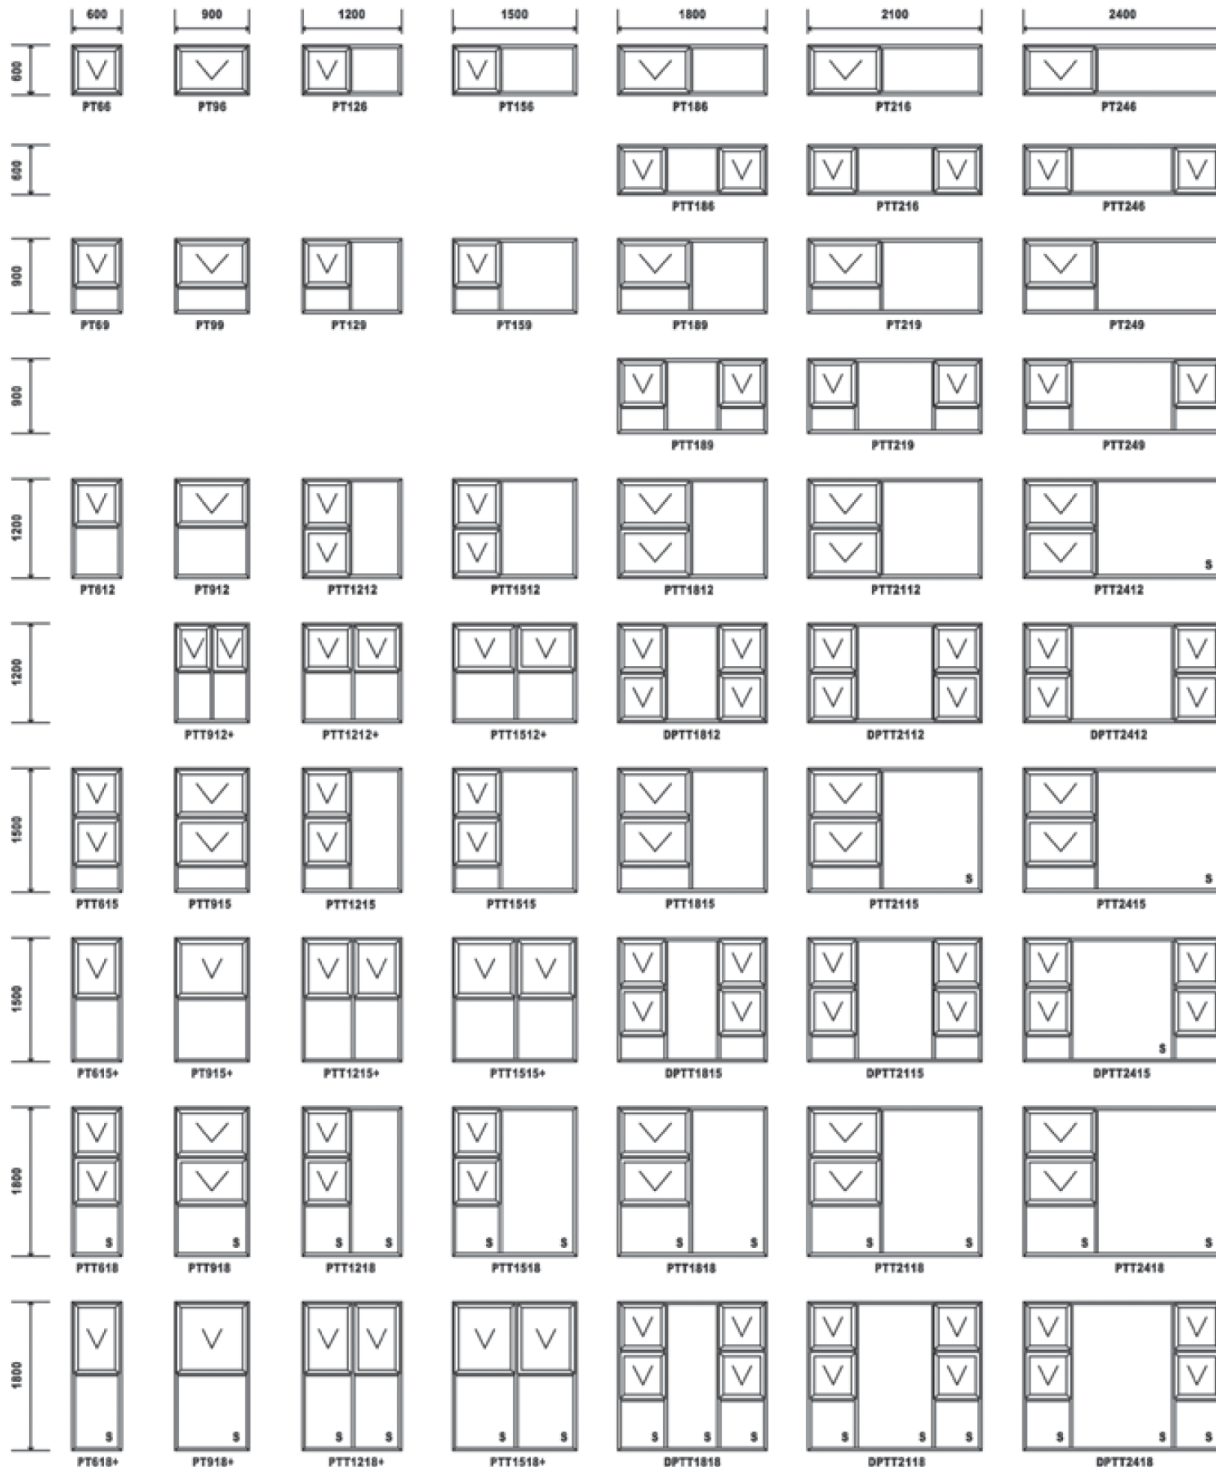 600 900 1200 1500 1800 2100 2400
600
PT66 PT96 PT126 PT156 PT186 PT216 PT246
600
PTT186 PTT216 PTT246
900
PT69 PT99 PT129 PT159 PT189 PT219 PT249
900
PTT189 PTT219 PTT249
1200
S
PT612 PT912 PTT1212 PTT1512 PTT1812 PTT2112 PTT2412
1200
PTT912+ PTT1212+ PTT1512+ DPTT1812 DPTT2112 DPTT2412
1500
S S
PTT615 PTT915 PTT1215 PTT1515 PTT1815 PTT2115 PTT2415
1500
S
PT615+ PT915+ PTT1215+ PTT1515+ DPTT1815 DPTT2115 DPTT2415
1800
S S S S S S S S S S S S
PTT618 PTT918 PTT1218 PTT1518 PTT1818 PTT2118 PTT2418
1800
S S S S S S S S S S S S S
PT618+ PT918+ PTT1218+ PTT1518+ DPTT1818 DPTT2118 DPTT2418